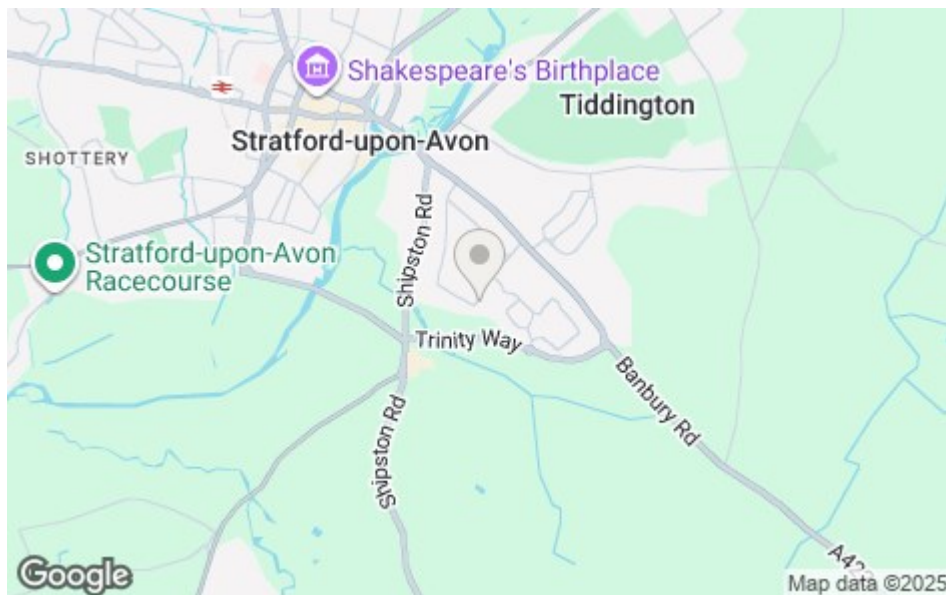 Shakespeare's Birthplace
Tiddington
Stratford-upon-Avon
SHOTTERY
Shipston Rd
Stratford-upon-Avon
Racecourse
Trinity Way
Banbury Rd
Shipston Rd
Google
Map data ©2025